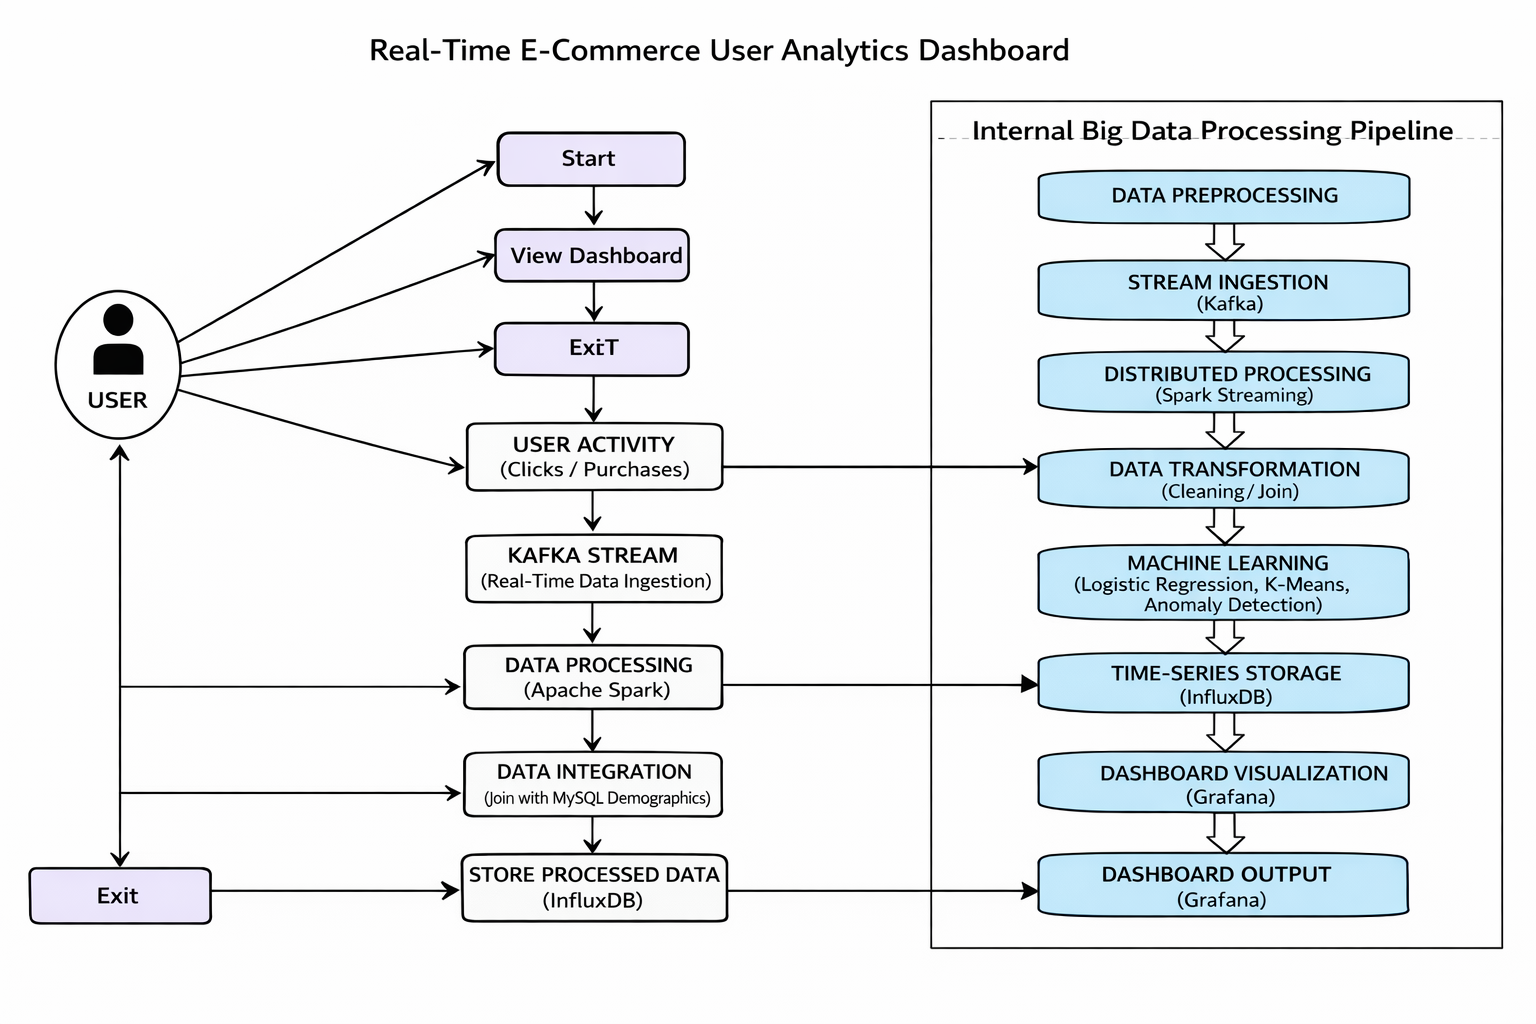 Real-Time E-Commerce User Analytics Dashboard
Start
View Dashboard
ExitT
USER
USER ACTIVITY
(Clicks / Purchases)
KAFKA STREAM
(Real-Time Data Ingestion)
DATA PROCESSING
(Apache Spark)
DATA INTEGRATION
(Join with MySQL Demographics)
STORE PROCESSED DATA
(InfluxDB)
Exit
Internal Big Data Processing Pipeline
DATA PREPROCESSING
STREAM INGESTION
(Kafka)
DISTRIBUTED PROCESSING
(Spark Streaming)
DATA TRANSFORMATION
(Cleaning / Join)
MACHINE LEARNING
(Logistic Regression, K-Means,
Anomaly Detection)
TIME-SERIES STORAGE
(InfluxDB)
DASHBOARD VISUALIZATION
(Grafana)
DASHBOARD OUTPUT
(Grafana)